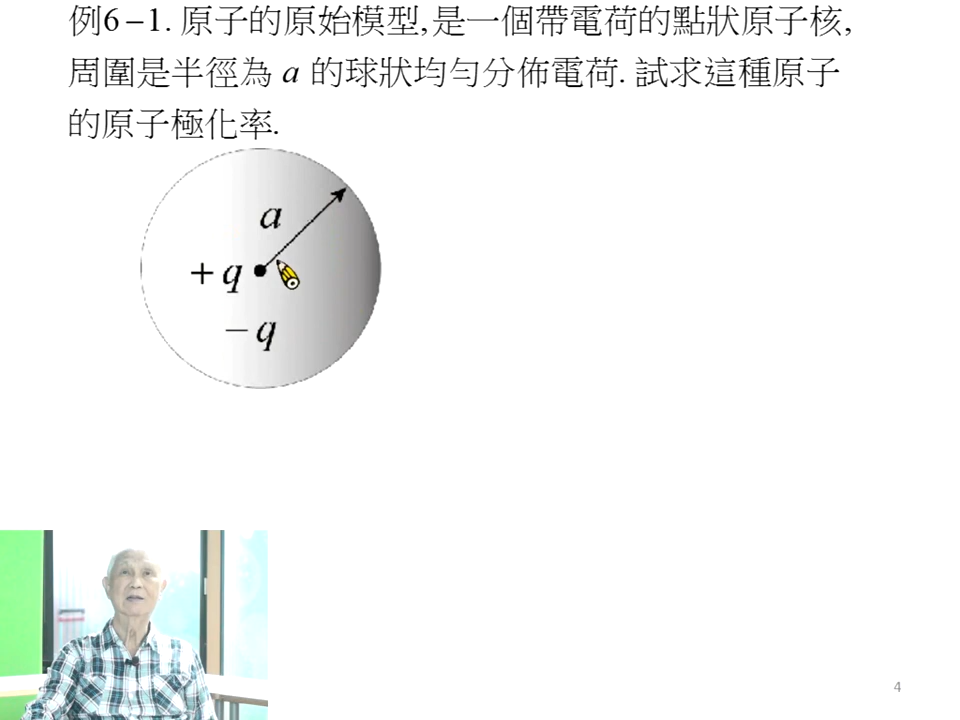 例6−1. 原子的原始模型,是一個帶電荷的點狀原子核,
周圍是半徑為 a 的球狀均勻分佈電荷. 試求這種原子
的原子極化率.
a
+q
−q
4